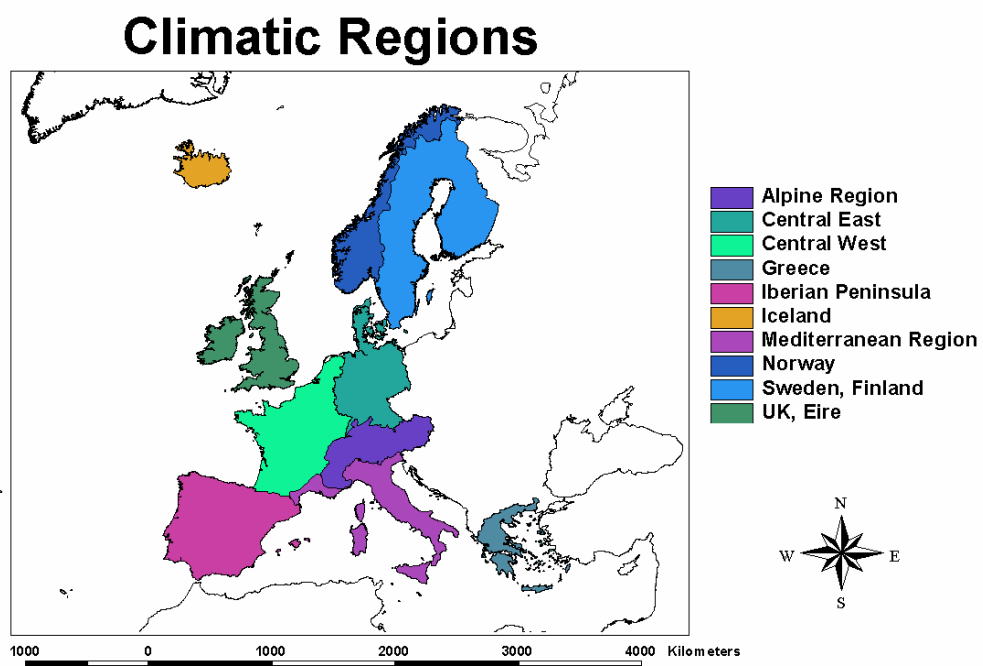 Climatic Regions
Alpine Region
Central East
Central West
Greece
Iberian Peninsula
Iceland
Mediterranean Region
Norway
Sweden, Finland
UK, Eire
N
W E
S
1000 0 1000 2000 3000 4000 Kilometers